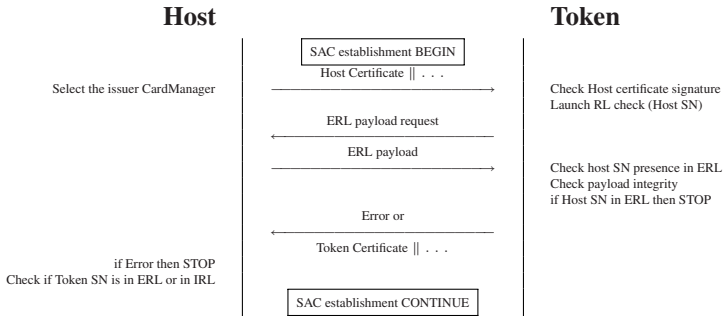 Host
Token
SAC establishment BEGIN
Host Certificate || . . .
Select the issuer CardManager
Check Host certificate signature
Launch RL check (Host SN)
ERL payload request
ERL payload
Check host SN presence in ERL
Check payload integrity
if Host SN in ERL then STOP
Error or
Token Certificate || . . .
if Error then STOP
Check if Token SN is in ERL or in IRL
SAC establishment CONTINUE